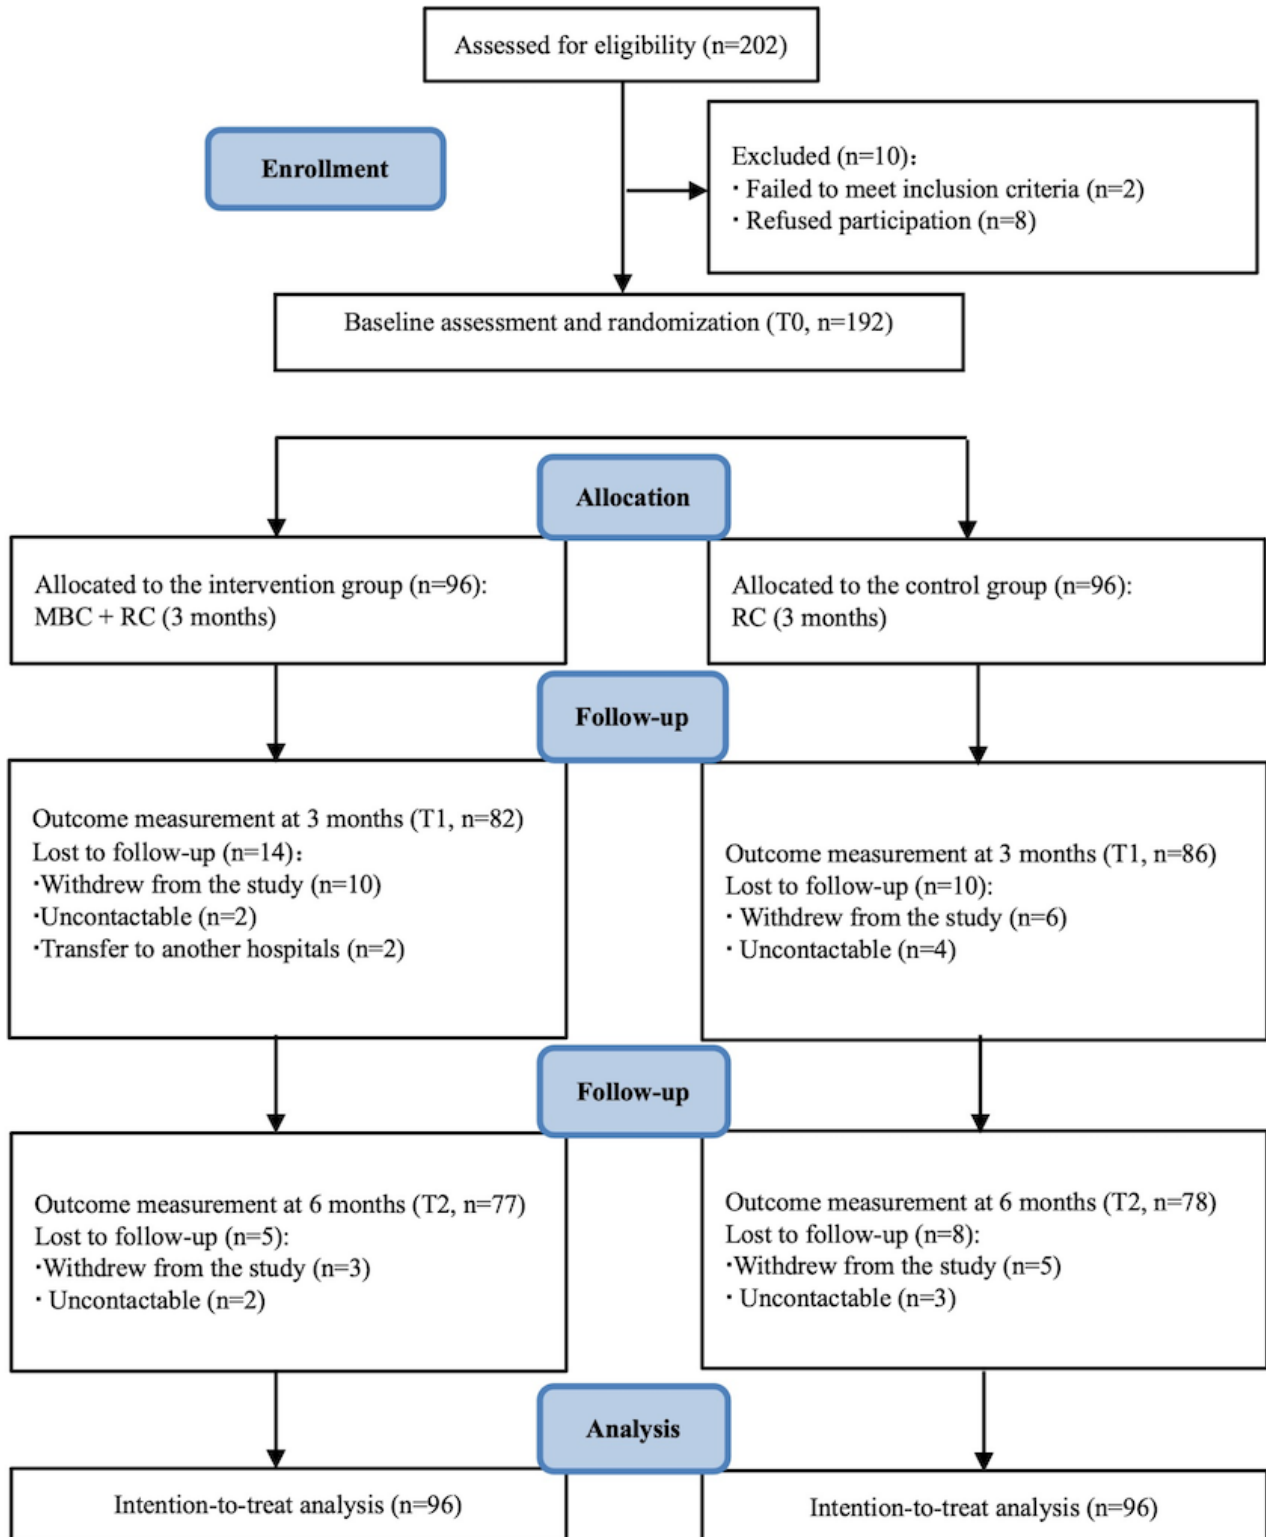 Assessed for eligibility (n=202)
Enrollment
Excluded (n=10)：
· Failed to meet inclusion criteria (n=2)
· Refused participation (n=8)
Baseline assessment and randomization (T0, n=192)
Allocation
Allocated to the intervention group (n=96):
MBC + RC (3 months)
Allocated to the control group (n=96):
RC (3 months)
Follow-up
Outcome measurement at 3 months (T1, n=82)
Lost to follow-up (n=14)：
·Withdrew from the study (n=10)
·Uncontactable (n=2)
·Transfer to another hospitals (n=2)
Outcome measurement at 3 months (T1, n=86)
Lost to follow-up (n=10):
· Withdrew from the study (n=6)
· Uncontactable (n=4)
Follow-up
Outcome measurement at 6 months (T2, n=77)
Lost to follow-up (n=5):
·Withdrew from the study (n=3)
· Uncontactable (n=2)
Outcome measurement at 6 months (T2, n=78)
Lost to follow-up (n=8):
·Withdrew from the study (n=5)
· Uncontactable (n=3)
Analysis
Intention-to-treat analysis (n=96)
Intention-to-treat analysis (n=96)